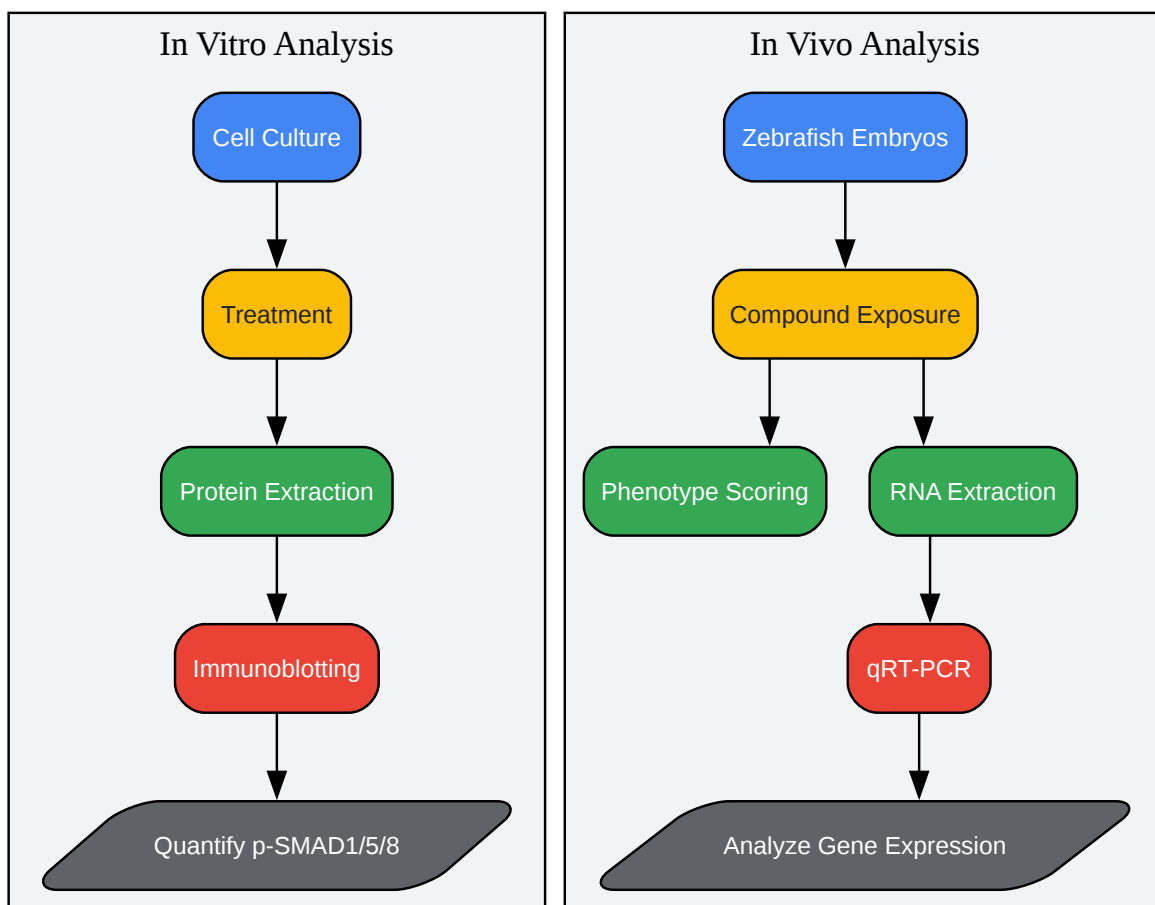 In Vitro Analysis
Cell Culture
Treatment
Protein Extraction
Immunoblotting
Quantify p-SMAD1/5/8
In Vivo Analysis
Zebrafish Embryos
Compound Exposure
Phenotype Scoring
RNA Extraction
qRT-PCR
Analyze Gene Expression